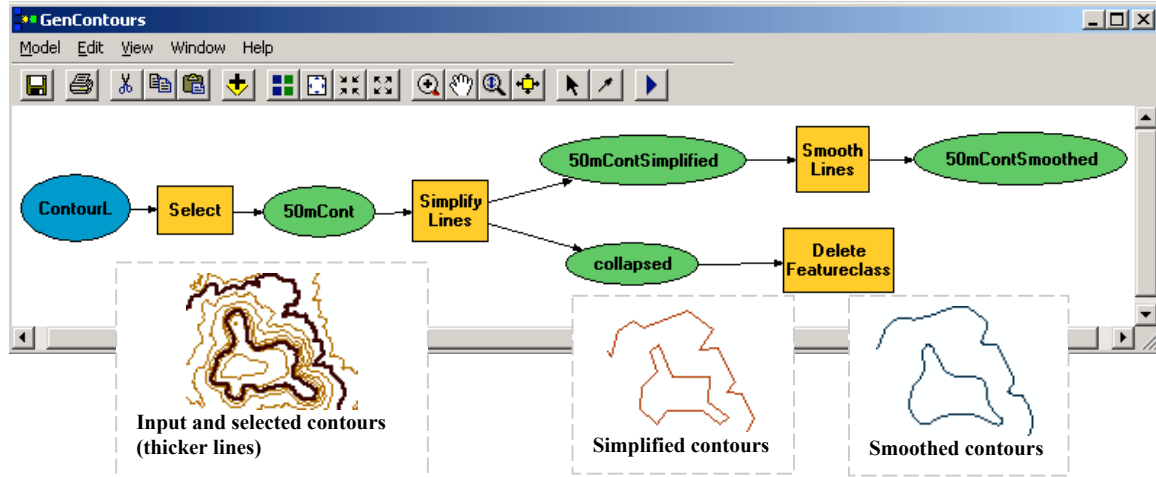 GenContours
Model Edit View Window Help
50mContSimplified
Smooth
Lines
50mContSmoothed
ContourL
Select
50mCont
Simplify
Lines
collapsed
Delete
Featureclass
Input and selected contours
(thicker lines)
Simplified contours
Smoothed contours